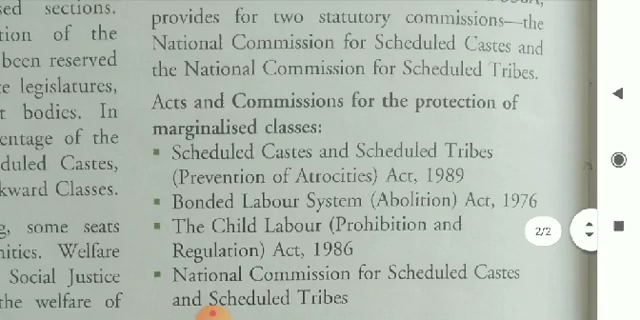 sed sections.
tion of the
been reserved
e legislatures,
t bodies. In
entage of the
duled Castes,
kward Classes.
g, some seats
nities. Welfare
Social Justice
the welfare of
provides for two statutory commissions—the
National Commission for Scheduled Castes and
the National Commission for Scheduled Tribes.
Acts and Commissions for the protection of
marginalised classes:
▪ Scheduled Castes and Scheduled Tribes
(Prevention of Atrocities) Act, 1989
▪ Bonded Labour System (Abolition) Act, 1976
▪ The Child Labour (Prohibition and
Regulation) Act, 1986
▪ National Commission for Scheduled Castes
and Scheduled Tribes
2/2